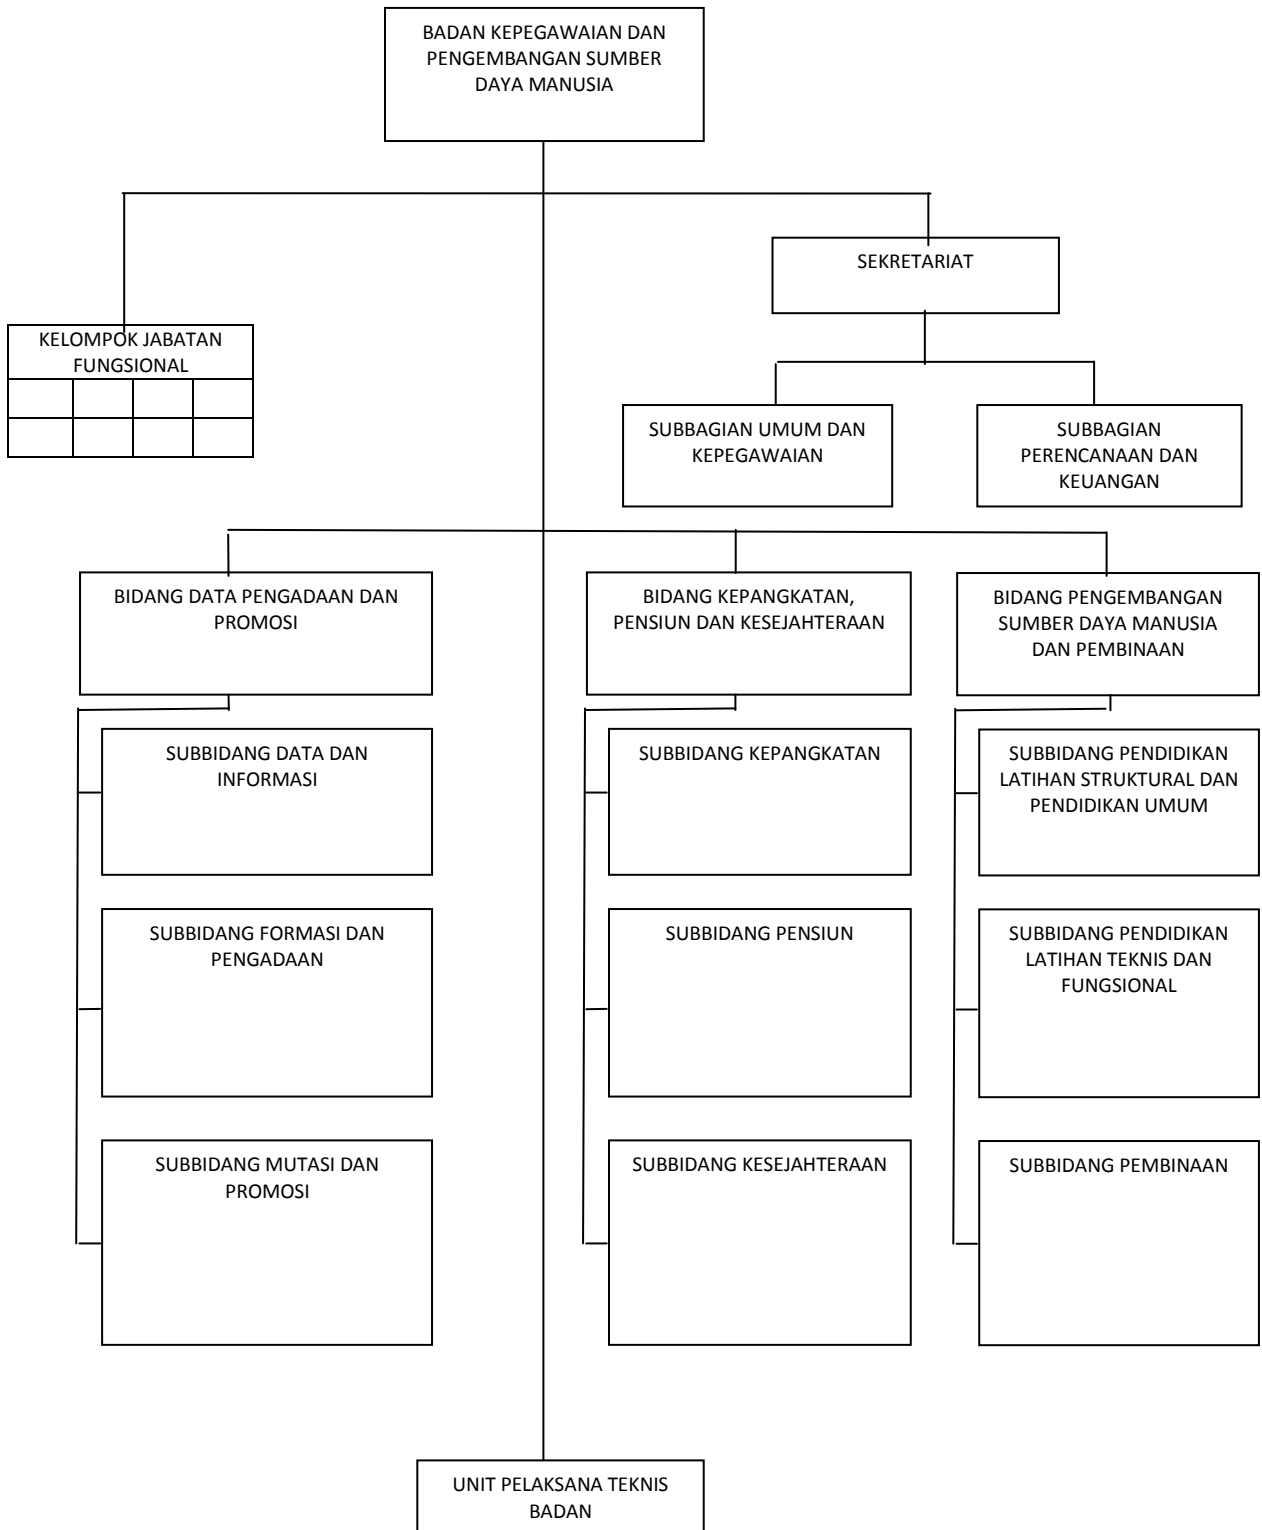 BADAN KEPEGAWAIAN DAN
PENGEMBANGAN SUMBER
DAYA MANUSIA
SEKRETARIAT
KELOMPOK JABATAN
FUNGSIONAL
SUBBAGIAN UMUM DAN
KEPEGAWAIAN
SUBBAGIAN
PERENCANAAN DAN
KEUANGAN
BIDANG DATA PENGADAAN DAN
PROMOSI
BIDANG KEPANGKATAN,
PENSIUN DAN KESEJAHTERAAN
BIDANG PENGEMBANGAN
SUMBER DAYA MANUSIA
DAN PEMBINAAN
SUBBIDANG DATA DAN
INFORMASI
SUBBIDANG KEPANGKATAN
SUBBIDANG PENDIDIKAN
LATIHAN STRUKTURAL DAN
PENDIDIKAN UMUM
SUBBIDANG FORMASI DAN
PENGADAAN
SUBBIDANG PENSIUN
SUBBIDANG PENDIDIKAN
LATIHAN TEKNIS DAN
FUNGSIONAL
SUBBIDANG MUTASI DAN
PROMOSI
SUBBIDANG KESEJAHTERAAN
SUBBIDANG PEMBINAAN
UNIT PELAKSANA TEKNIS
BADAN